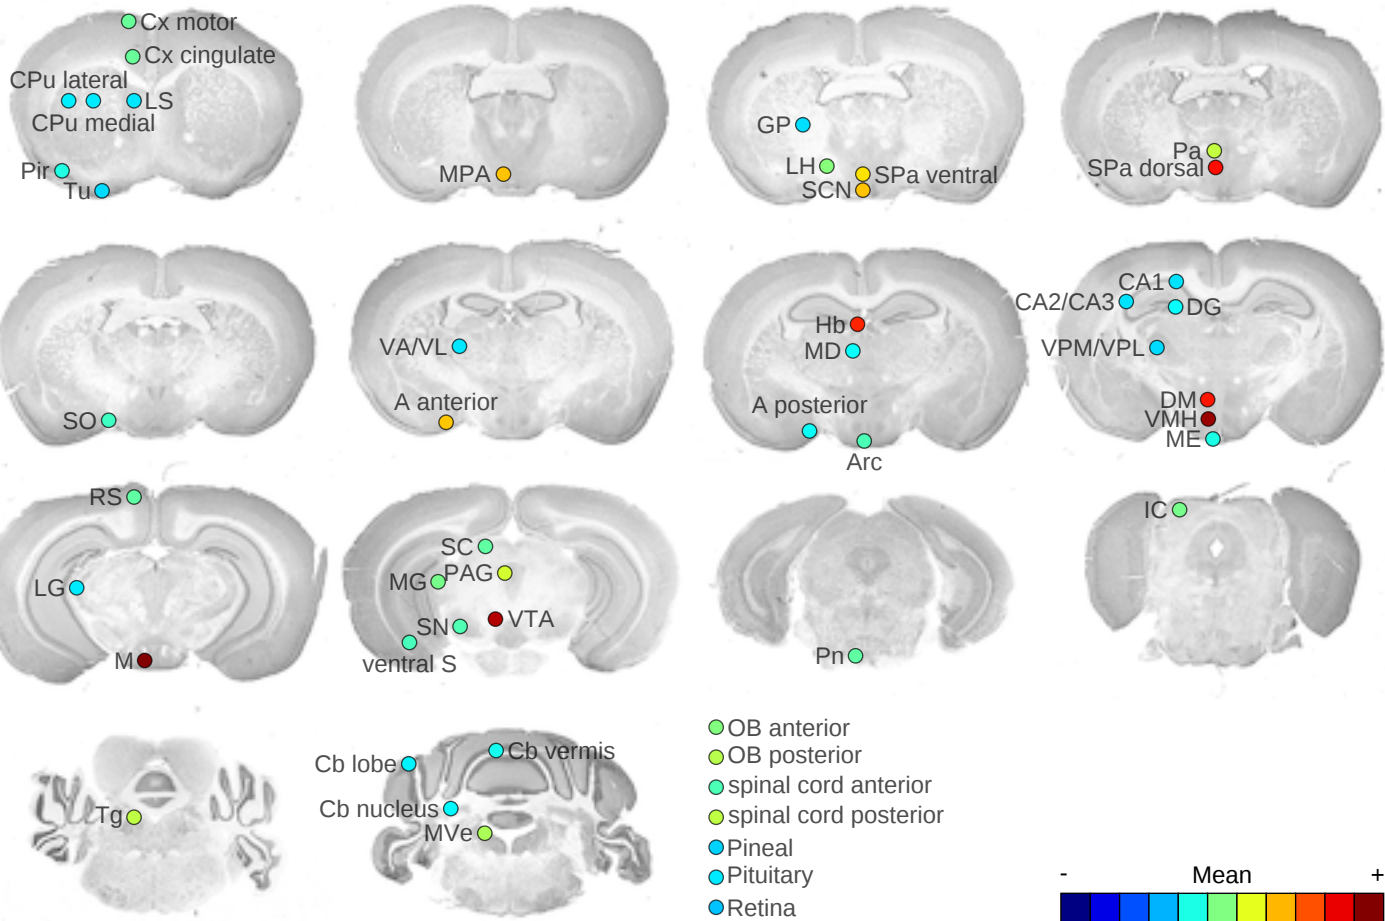 Cx motor
Cx cingulate
CPu lateral
LS
CPu medial
Pir
Tu
MPA
GP
LH
SPa ventral
SCN
Pa
SPa dorsal
SO
VA/VL
A anterior
Hb
MD
A posterior
Arc
CA1
CA2/CA3
DG
VPM/VPL
DM
VMH
ME
RS
LG
M
SC
PAG
MG
SN
VTA
ventral S
Pn
IC
Tg
Cb vermis
Cb lobe
Cb nucleus
MVe
OB anterior
OB posterior
spinal cord anterior
spinal cord posterior
Pineal
Pituitary
Retina
- Mean +